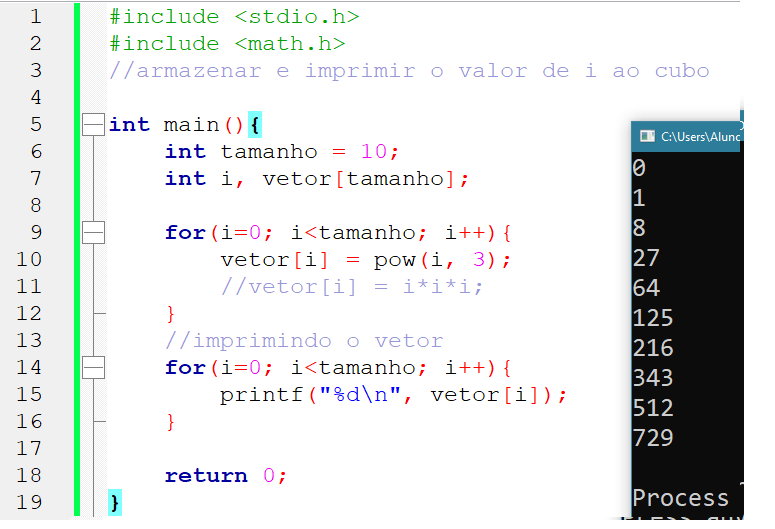 1 #include <stdio.h>
2 #include <math.h>
3 //armazenar e imprimir o valor de i ao cubo
4
5 int main(){
6 int tamanho = 10;
7 int i, vetor[tamanho];
8
9 for(i=0; i<tamanho; i++){
10 vetor[i] = pow(i, 3);
11 //vetor[i] = i*i*i;
12 }
13 //imprimindo o vetor
14 for(i=0; i<tamanho; i++){
15 printf("%d\n", vetor[i]);
16 }
17
18 return 0;
19 }
C:\Users\Alunc
0
1
8
27
64
125
216
343
512
729
Process